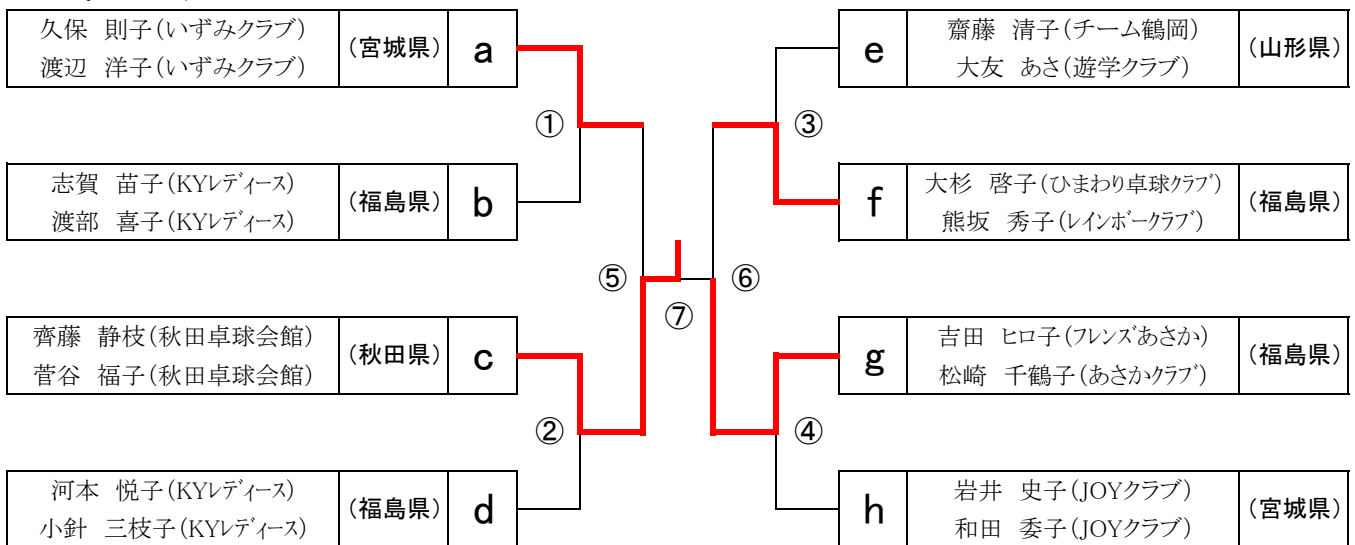 久保 則子(いずみクラブ)
渡辺 洋子(いずみクラブ)
(宮城県)
a
志賀 苗子(KYレディース)
渡部 喜子(KYレディース)
(福島県)
b
齊藤 静枝(秋田卓球会館)
菅谷 福子(秋田卓球会館)
(秋田県)
c
河本 悦子(KYレディース)
小針 三枝子(KYレディース)
(福島県)
d
①
②
⑤
⑦
⑥
③
④
e
齋藤 清子(チーム鶴岡)
大友 あさ(遊学クラブ)
(山形県)
f
大杉 啓子(ひまわり卓球クラブ)
熊坂 秀子(レインボークラブ)
(福島県)
g
吉田 ヒロ子(フレンズあさか)
松崎 千鶴子(あさかクラブ)
(福島県)
h
岩井 史子(JOYクラブ)
和田 委子(JOYクラブ)
(宮城県)